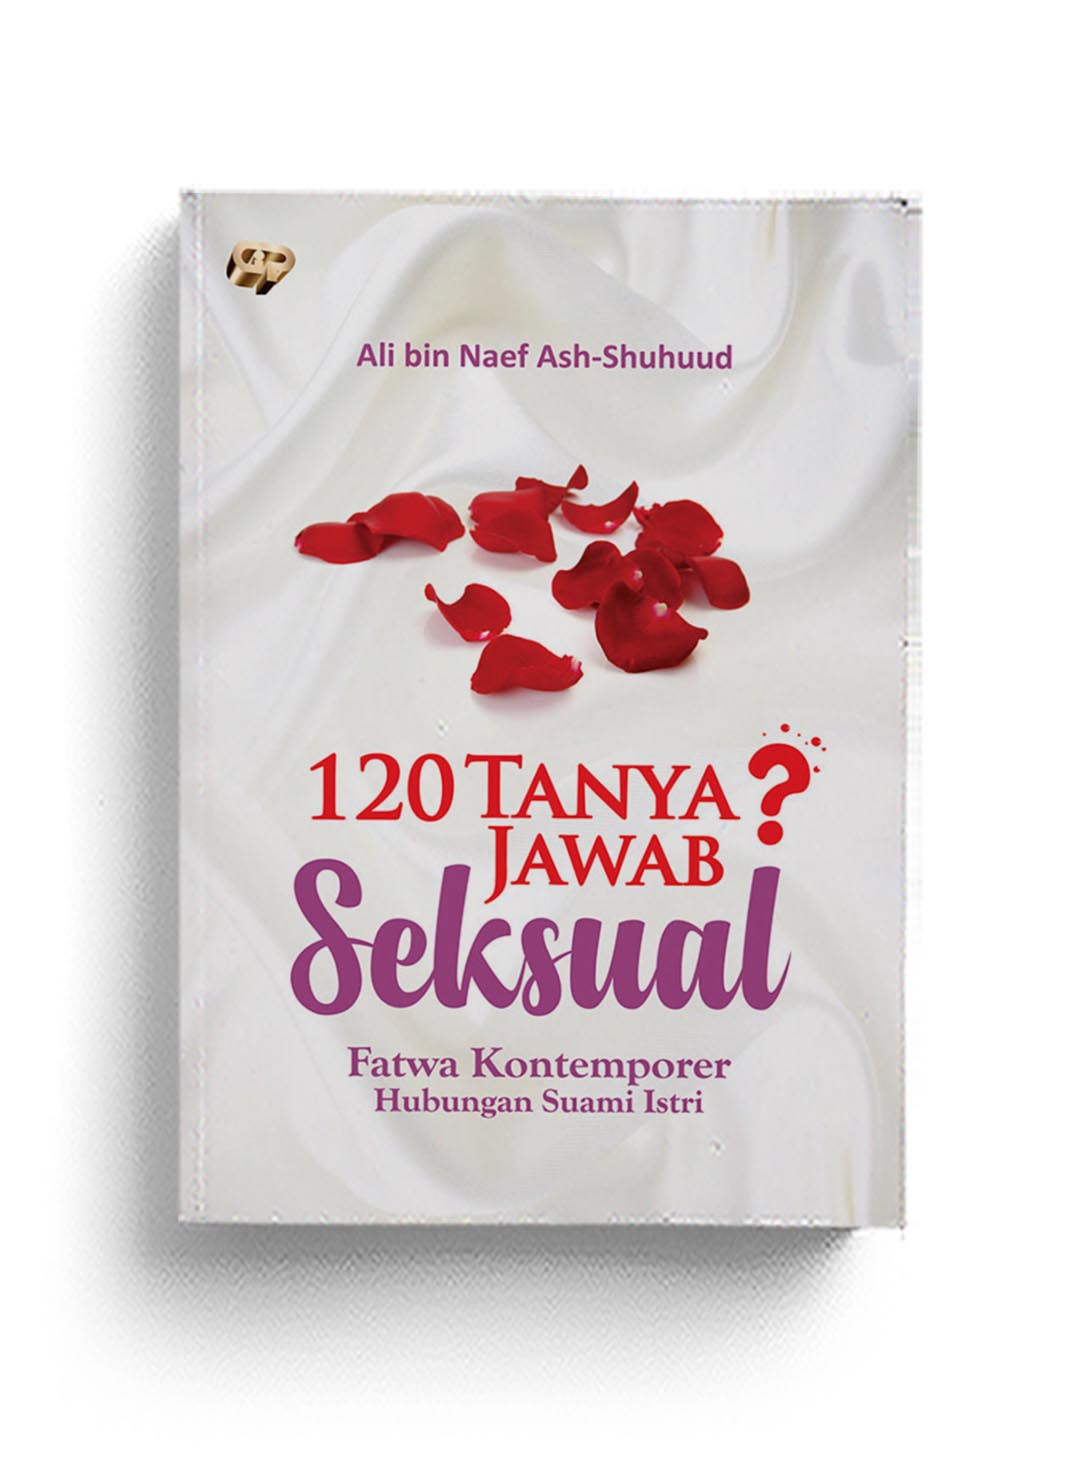 Ali bin Naef Ash-Shuhuud
120 TANYA ?
JAWAB
Seksual
Fatwa Kontemporer
Hubungan Suami Istri